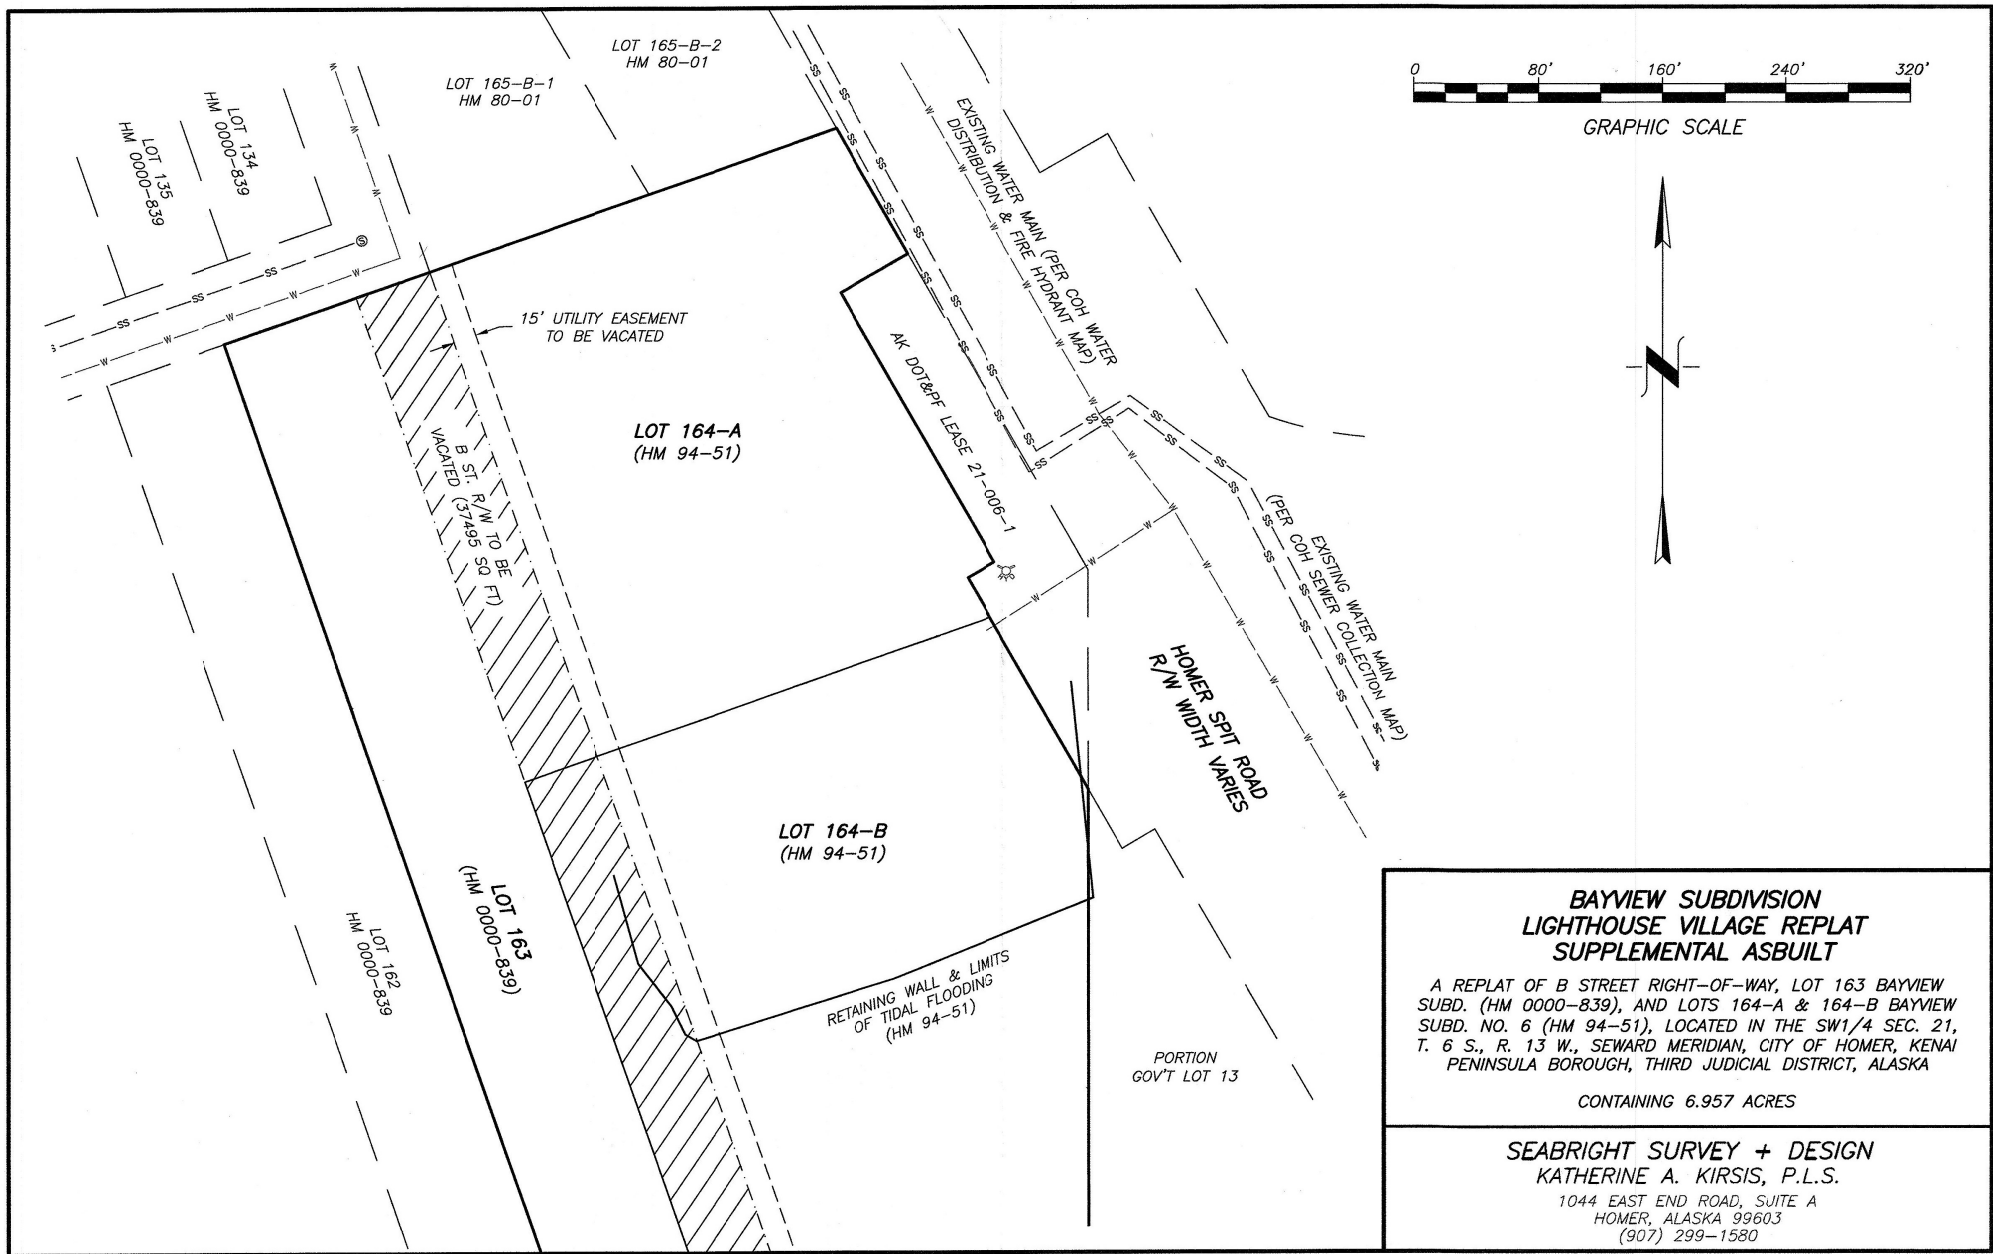 LOT 165-B-2
HM 80-01
LOT 165-B-1
HM 80-01
LOT 134
HM 0000-839
LOT 135
HM 0000-839
0 80' 160' 240' 320'
GRAPHIC SCALE
N
EXISTING WATER MAIN (PER COH WATER
DISTRIBUTION & FIRE HYDRANT MAP)
15' UTILITY EASEMENT
TO BE VACATED
AK DOT&PF LEASE 21-006-1
LOT 164-A
(HM 94-51)
B ST. R/W TO BE
VACATED (37495 SQ FT)
EXISTING WATER MAIN
(PER COH SEWER COLLECTION MAP)
HOMER SPIT ROAD
R/W WIDTH VARIES
LOT 164-B
(HM 94-51)
LOT 163
(HM 0000-839)
LOT 162
HM 0000-839
RETAINING WALL & LIMITS
OF TIDAL FLOODING
(HM 94-51)
PORTION
GOV'T LOT 13
BAYVIEW SUBDIVISION
LIGHTHOUSE VILLAGE REPLAT
SUPPLEMENTAL ASBUILT
A REPLAT OF B STREET RIGHT-OF-WAY, LOT 163 BAYVIEW
SUBD. (HM 0000-839), AND LOTS 164-A & 164-B BAYVIEW
SUBD. NO. 6 (HM 94-51), LOCATED IN THE SW1/4 SEC. 21,
T. 6 S., R. 13 W., SEWARD MERIDIAN, CITY OF HOMER, KENAI
PENINSULA BOROUGH, THIRD JUDICIAL DISTRICT, ALASKA
CONTAINING 6.957 ACRES
SEABRIGHT SURVEY + DESIGN
KATHERINE A. KIRSIS, P.L.S.
1044 EAST END ROAD, SUITE A
HOMER, ALASKA 99603
(907) 299-1580